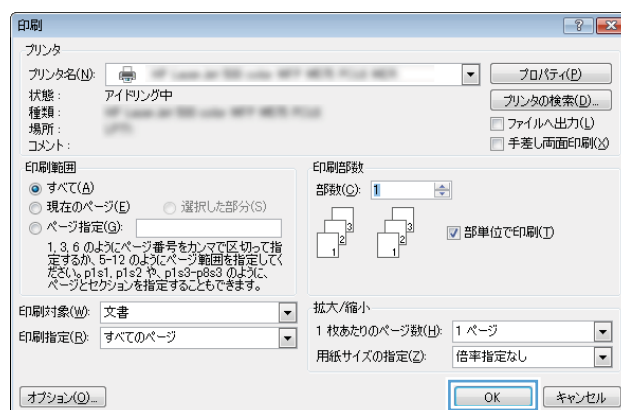 印刷
プリンタ
プリンタ名(N):
プロパティ(P)
状態: アイドリング中
プリンタの検索(D)...
種類:
場所:
ファイルへ出力(L)
コメント:
手差し両面印刷(X)
印刷範囲
すべて(A)
現在のページ(E) 選択した部分(S)
ページ指定(G):
1, 3, 6 のようにページ番号をカンマで区切って指
定するか、5-12 のようにページ範囲を指定してく
ださい。p1s1, p1s2 や、p1s3-p8s3 のように、
ページとセクションを指定することもできます。
印刷部数
部数(C): 1
1 2 3 1 2 3
部単位で印刷(T)
印刷対象(W): 文書
印刷指定(R): すべてのページ
拡大/縮小
1 枚あたりのページ数(H): 1 ページ
用紙サイズの指定(Z): 倍率指定なし
オプション(O)...
OK キャンセル